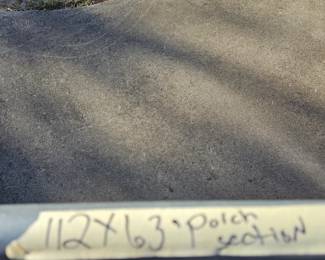 112x63" Porch
section